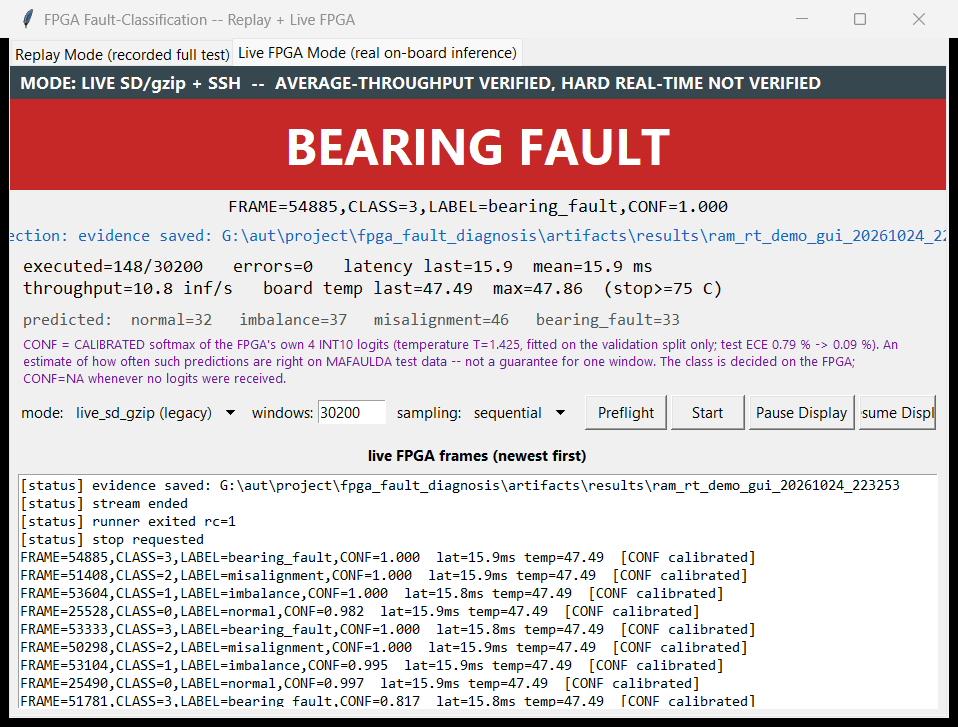 FPGA Fault-Classification -- Replay + Live FPGA
Replay Mode (recorded full test) Live FPGA Mode (real on-board inference)
MODE: LIVE SD/gzip + SSH -- AVERAGE-THROUGHPUT VERIFIED, HARD REAL-TIME NOT VERIFIED
BEARING FAULT
FRAME=54885,CLASS=3,LABEL=bearing_fault,CONF=1.000
ection: evidence saved: G:\aut\project\fpga_fault_diagnosis\artifacts\results\ram_rt_demo_gui_20261024_22
executed=148/30200 errors=0 latency last=15.9 mean=15.9 ms
throughput=10.8 inf/s board temp last=47.49 max=47.86 (stop>=75 C)
predicted: normal=32 imbalance=37 misalignment=46 bearing_fault=33
CONF = CALIBRATED softmax of the FPGA's own 4 INT10 logits (temperature T=1.425, fitted on the validation split only; test ECE 0.79 % -> 0.09 %). An
estimate of how often such predictions are right on MAFAULDA test data -- not a guarantee for one window. The class is decided on the FPGA;
CONF=NA whenever no logits were received.
mode: live_sd_gzip (legacy) windows: 30200 sampling: sequential Preflight Start Pause Display sume Displ
live FPGA frames (newest first)
[status] evidence saved: G:\aut\project\fpga_fault_diagnosis\artifacts\results\ram_rt_demo_gui_20261024_223253
[status] stream ended
[status] runner exited rc=1
[status] stop requested
FRAME=54885,CLASS=3,LABEL=bearing_fault,CONF=1.000 lat=15.9ms temp=47.49 [CONF calibrated]
FRAME=51408,CLASS=2,LABEL=misalignment,CONF=1.000 lat=15.9ms temp=47.49 [CONF calibrated]
FRAME=53604,CLASS=1,LABEL=imbalance,CONF=1.000 lat=15.8ms temp=47.49 [CONF calibrated]
FRAME=25528,CLASS=0,LABEL=normal,CONF=0.982 lat=15.9ms temp=47.49 [CONF calibrated]
FRAME=53333,CLASS=3,LABEL=bearing_fault,CONF=1.000 lat=15.8ms temp=47.49 [CONF calibrated]
FRAME=50298,CLASS=2,LABEL=misalignment,CONF=1.000 lat=15.9ms temp=47.49 [CONF calibrated]
FRAME=53104,CLASS=1,LABEL=imbalance,CONF=0.995 lat=15.9ms temp=47.49 [CONF calibrated]
FRAME=25490,CLASS=0,LABEL=normal,CONF=0.997 lat=15.9ms temp=47.49 [CONF calibrated]
FRAME=51781,CLASS=3,LABEL=bearing_fault,CONF=0.817 lat=15.8ms temp=47.49 [CONF calibrated]